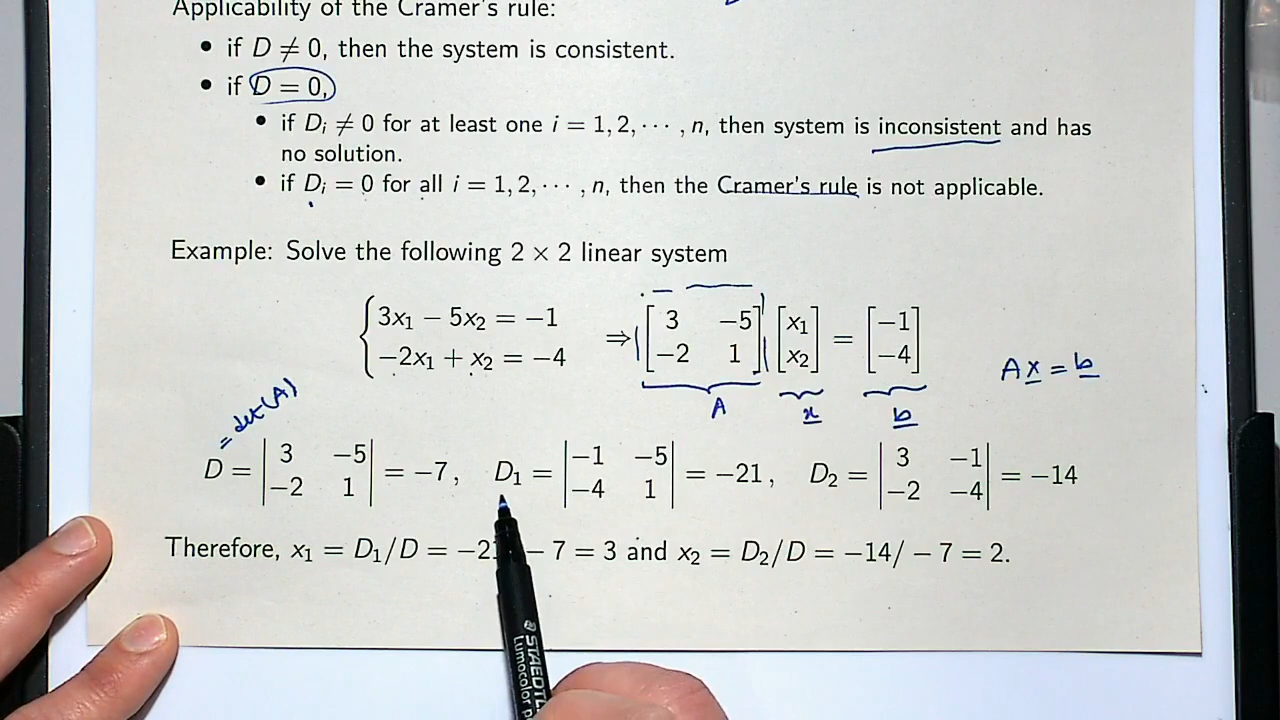 Applicability of the Cramer's rule:
• if D ≠ 0, then the system is consistent.
• if D = 0,
• if Dᵢ ≠ 0 for at least one i = 1, 2, ⋯ , n, then system is inconsistent and has
no solution.
• if Dᵢ = 0 for all i = 1, 2, ⋯ , n, then the Cramer's rule is not applicable.
Example: Solve the following 2 × 2 linear system
{ 3x₁ − 5x₂ = −1
−2x₁ + x₂ = −4
⇒ [3 −5; −2 1] [x₁; x₂] = [−1; −4]
Ax = b
A x b
= det(A)
D = |3 −5; −2 1| = −7, D₁ = |−1 −5; −4 1| = −21, D₂ = |3 −1; −2 −4| = −14
Therefore, x₁ = D₁/D = −2 − 7 = 3 and x₂ = D₂/D = −14/ − 7 = 2.
STAEDTL
Lumocolor p